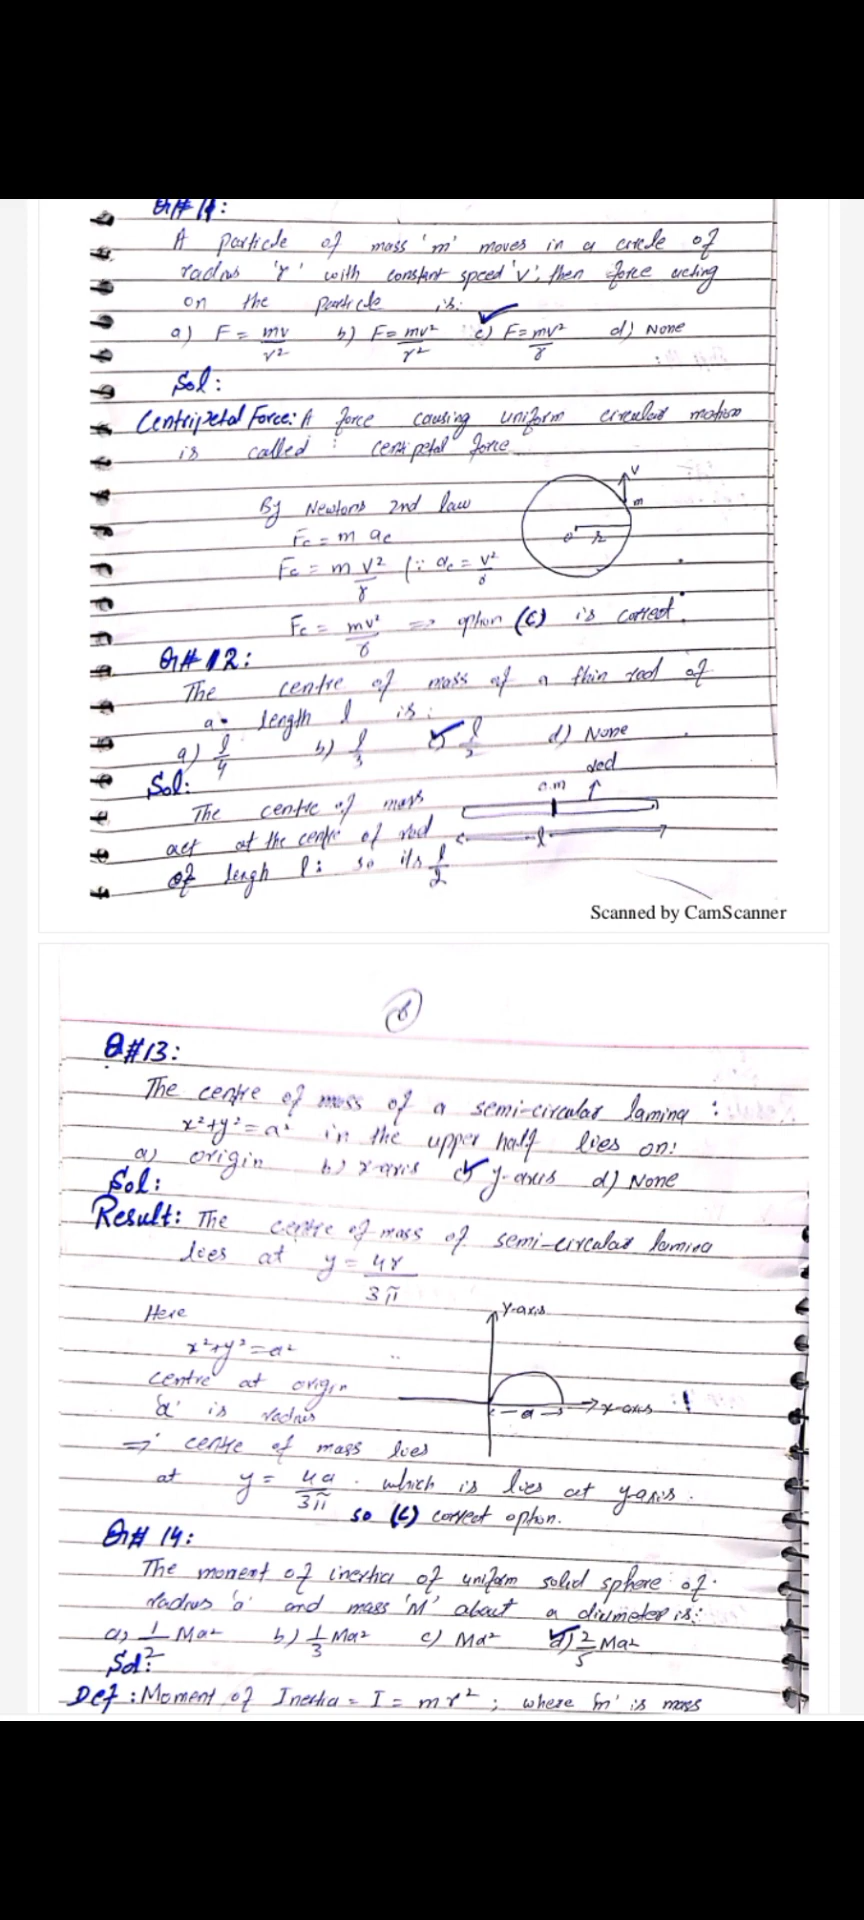 Q#11:
A particle of mass 'm' moves in a circle of
radius 'r' with constant speed 'v', then force acting
on the particle is:
a) F = mv/r² b) F = mv²/r² c) F = mv²/r d) None
Sol:
Centripetal Force: A force causing uniform circular motion
is called : centripetal force
By Newtons 2nd law
Fc = m ac
Fc = m v²/r (∵ ac = v²/r
Fc = mv²/r => option (c) is correct.
v
m
o r
Q#12:
The centre of mass of a thin rod of
a length l is:
a) l/4 b) l/3 c) l/2 d) None
Sol:
The centre of mass
act at the centre of rod
of lengh l: so its l/2
rod
c.m
l
Scanned by CamScanner
6
Q#13:
The centre of mass of a semi-circular lamina :
x²+y²=a² in the upper half lies on:
a) origin b) x-axis c) y-axis d) None
Sol:
Result: The centre of mass of semi-circular lamina
lies at y = 4r/3π
Here
x²+y²=a²
centre at origin
'a' is radius
=> centre of mass lies
at y = 4a/3π . which is lies at y-axis.
so (c) correct option.
Y-axis
a
x-axis
Q# 14:
The moment of inertia of uniform solid sphere of
radius 'a' and mass 'M' about a diameter is:
a) 1/2 Ma² b) 1/3 Ma² c) Ma² d) 2/5 Ma²
Sol:
Def: Moment of Inertia = I = mr² ; where 'm' is mass